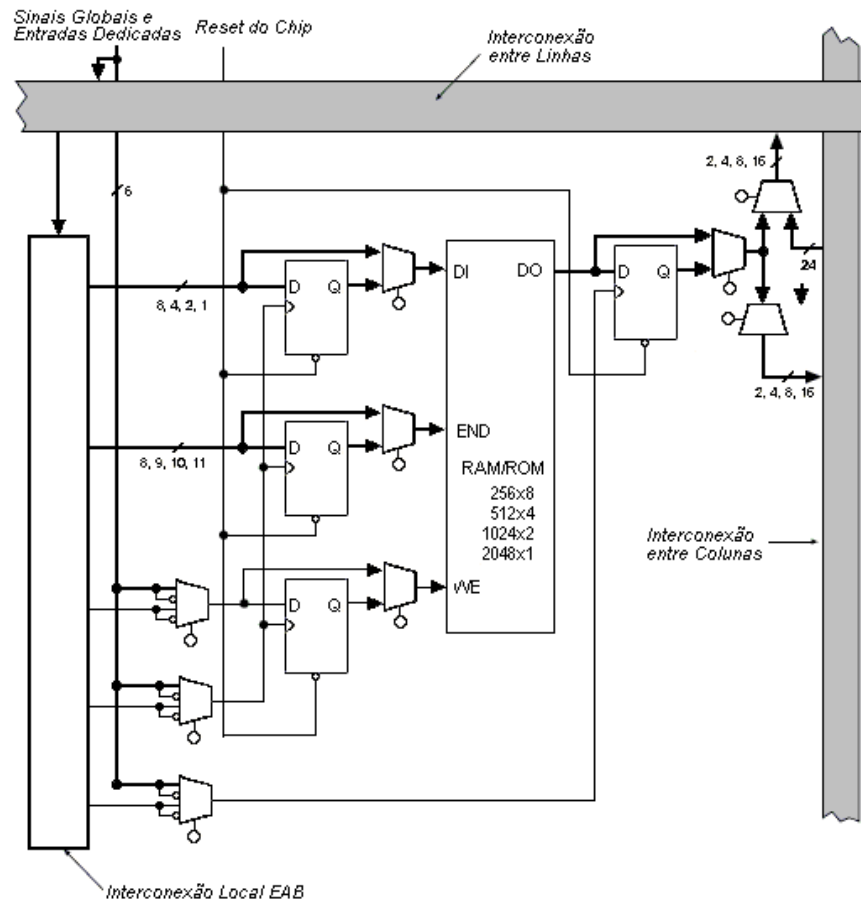 Sinais Globais e
Entradas Dedicadas
Reset do Chip
Interconexão
entre Linhas
2, 4, 8, 16
6
24
8, 4, 2, 1
D Q
DI
DO
D Q
2, 4, 8, 16
8, 9, 10, 11
D Q
END
RAM/ROM
256x8
512x4
1024x2
2048x1
Interconexão
entre Colunas
D Q
WE
Interconexão Local EAB